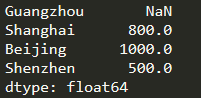 Guangzhou       NaN
Shanghai      800.0
Beijing      1000.0
Shenzhen      500.0
dtype: float64